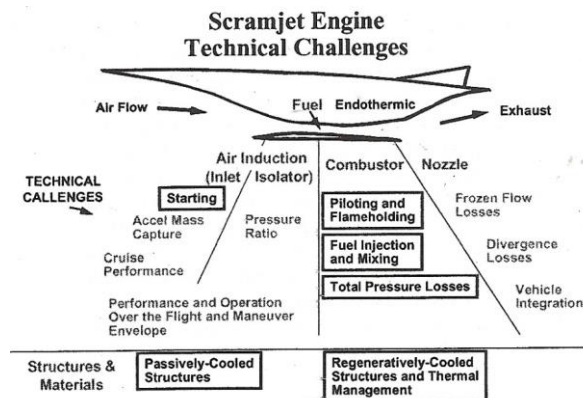 Scramjet Engine
Technical Challenges
Air Flow
Fuel Endothermic
Exhaust
Air Induction
(Inlet Isolator)
Combustor
Nozzle
TECHNICAL
CALLENGES
Starting
Accel Mass
Capture
Cruise
Performance
Pressure
Ratio
Performance and Operation
Over the Flight and Maneuver
Envelope
Piloting and
Flameholding
Fuel Injection
and Mixing
Total Pressure Losses
Frozen Flow
Losses
Divergence
Losses
Vehicle
Integration
Structures &
Materials
Passively-Cooled
Structures
Regeneratively-Cooled
Structures and Thermal
Management